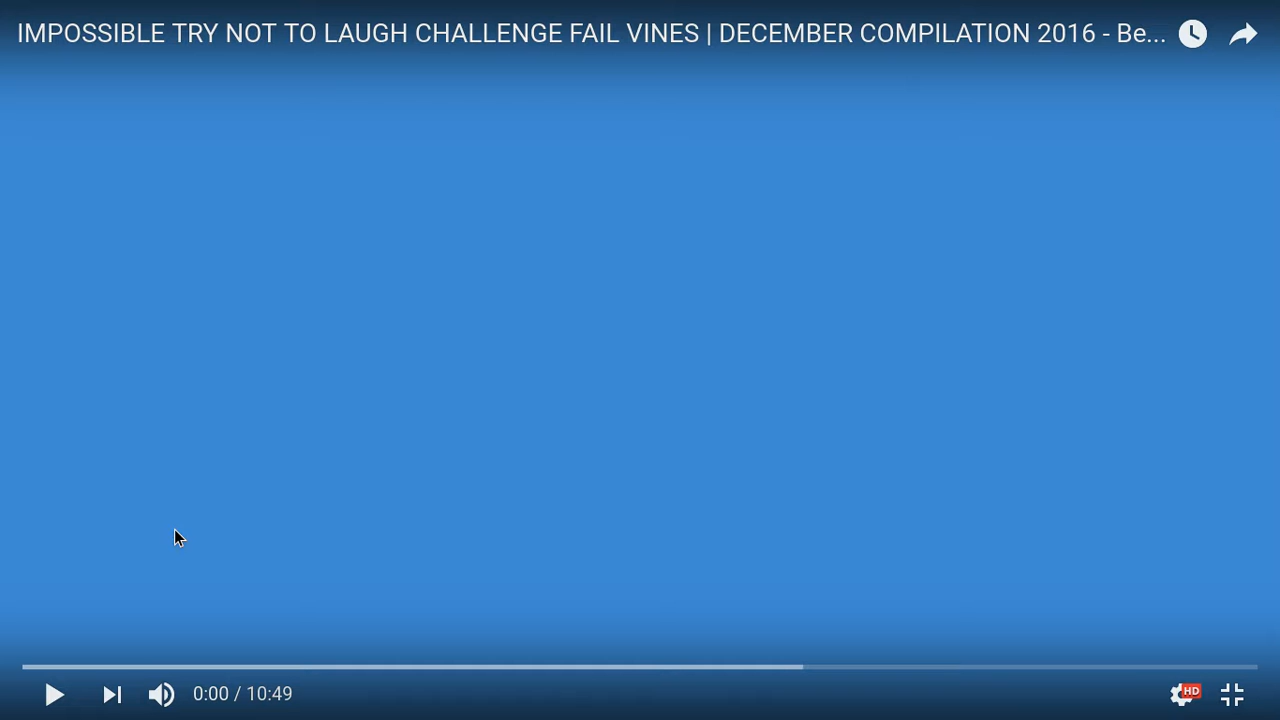 IMPOSSIBLE TRY NOT TO LAUGH CHALLENGE FAIL VINES | DECEMBER COMPILATION 2016 - Be...
0:00 / 10:49
HD